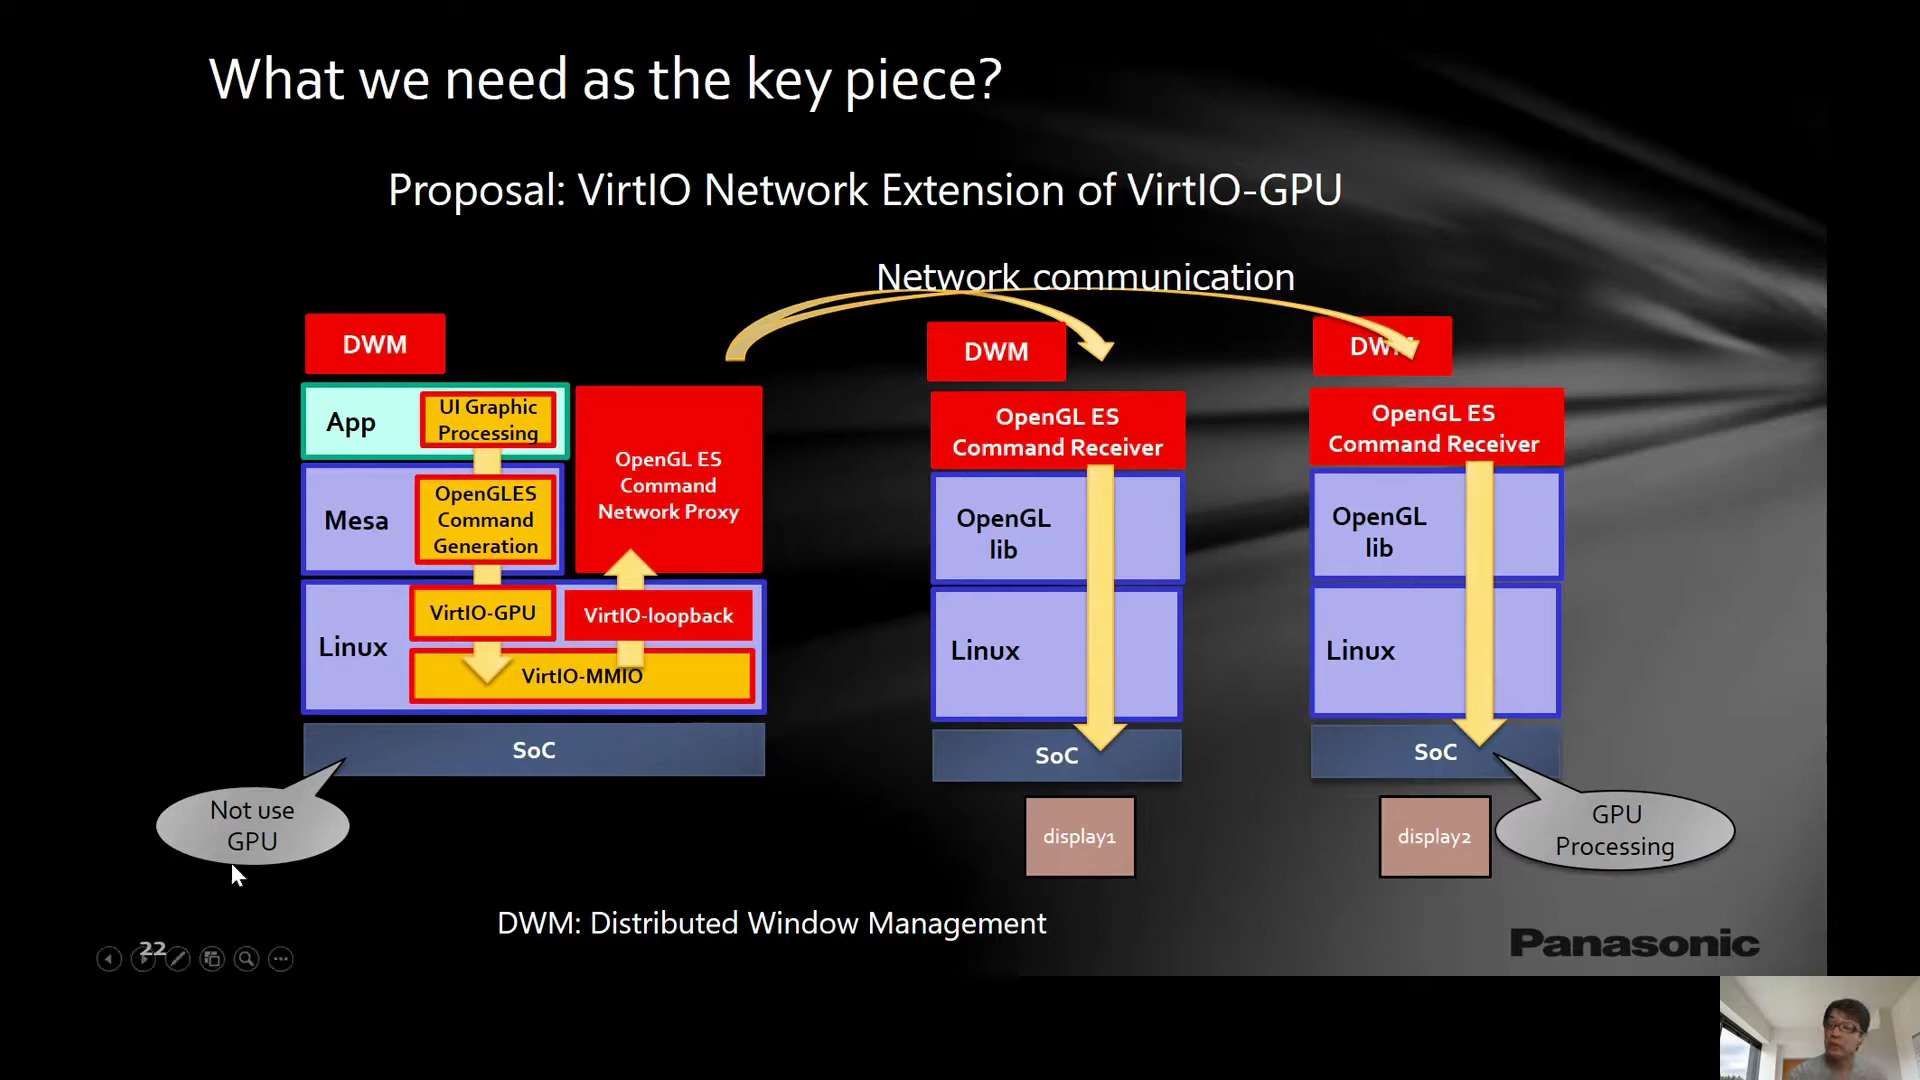 What we need as the key piece?
Proposal: VirtIO Network Extension of VirtIO-GPU
Network communication
DWM
App
UI Graphic
Processing
Mesa
OpenGLES
Command
Generation
OpenGL ES
Command
Network Proxy
Linux
VirtIO-GPU
VirtIO-loopback
VirtIO-MMIO
SoC
Not use
GPU
DWM
OpenGL ES
Command Receiver
OpenGL
lib
Linux
SoC
display1
DWM
OpenGL ES
Command Receiver
OpenGL
lib
Linux
SoC
display2
GPU
Processing
DWM: Distributed Window Management
22
Panasonic